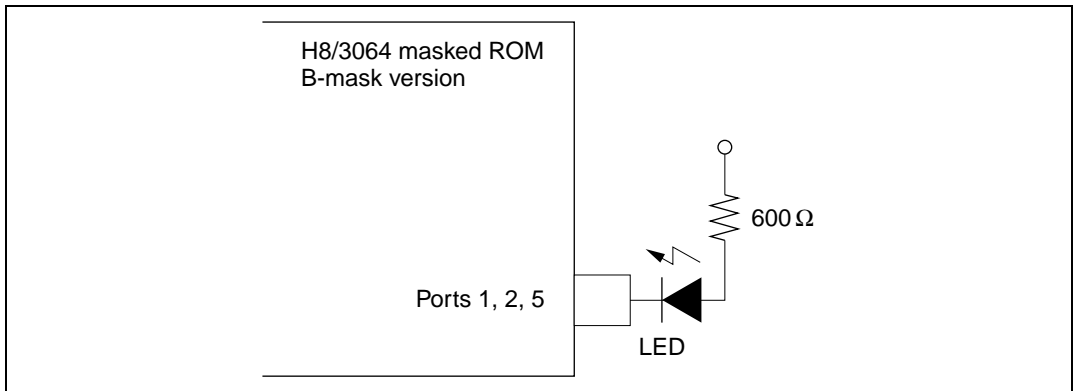 H8/3064 masked ROM
B-mask version
600 Ω
Ports 1, 2, 5
LED